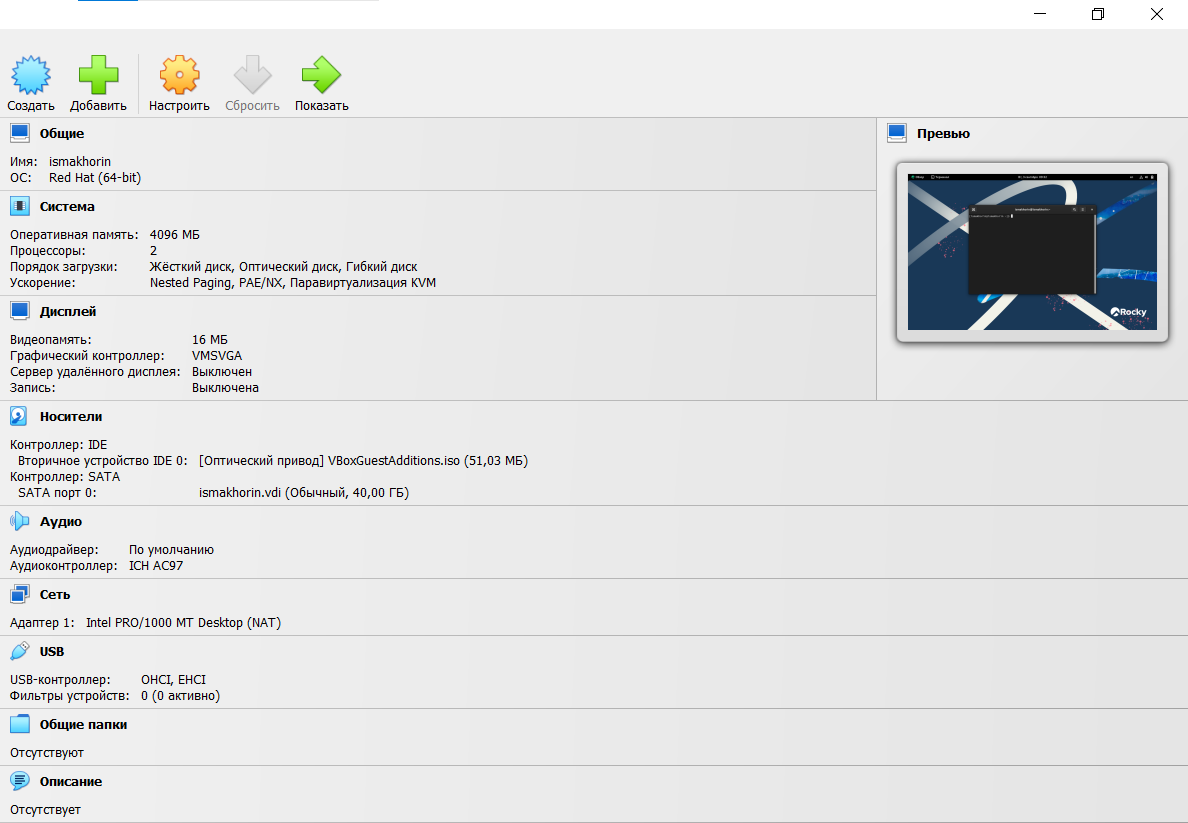 Создать
Добавить
Настроить
Сбросить
Показать
Общие
Имя: ismakhorin
ОС: Red Hat (64-bit)
Превью
Rocky
Система
Оперативная память: 4096 МБ
Процессоры: 2
Порядок загрузки: Жёсткий диск, Оптический диск, Гибкий диск
Ускорение: Nested Paging, PAE/NX, Паравиртуализация KVM
Дисплей
Видеопамять: 16 МБ
Графический контроллер: VMSVGA
Сервер удалённого дисплея: Выключен
Запись: Выключена
Носители
Контроллер: IDE
Вторичное устройство IDE 0: [Оптический привод] VBoxGuestAdditions.iso (51,03 МБ)
Контроллер: SATA
SATA порт 0: ismakhorin.vdi (Обычный, 40,00 ГБ)
Аудио
Аудиодрайвер: По умолчанию
Аудиоконтроллер: ICH AC97
Сеть
Адаптер 1: Intel PRO/1000 MT Desktop (NAT)
USB
USB-контроллер: OHCI, EHCI
Фильтры устройств: 0 (0 активно)
Общие папки
Отсутствуют
Описание
Отсутствует